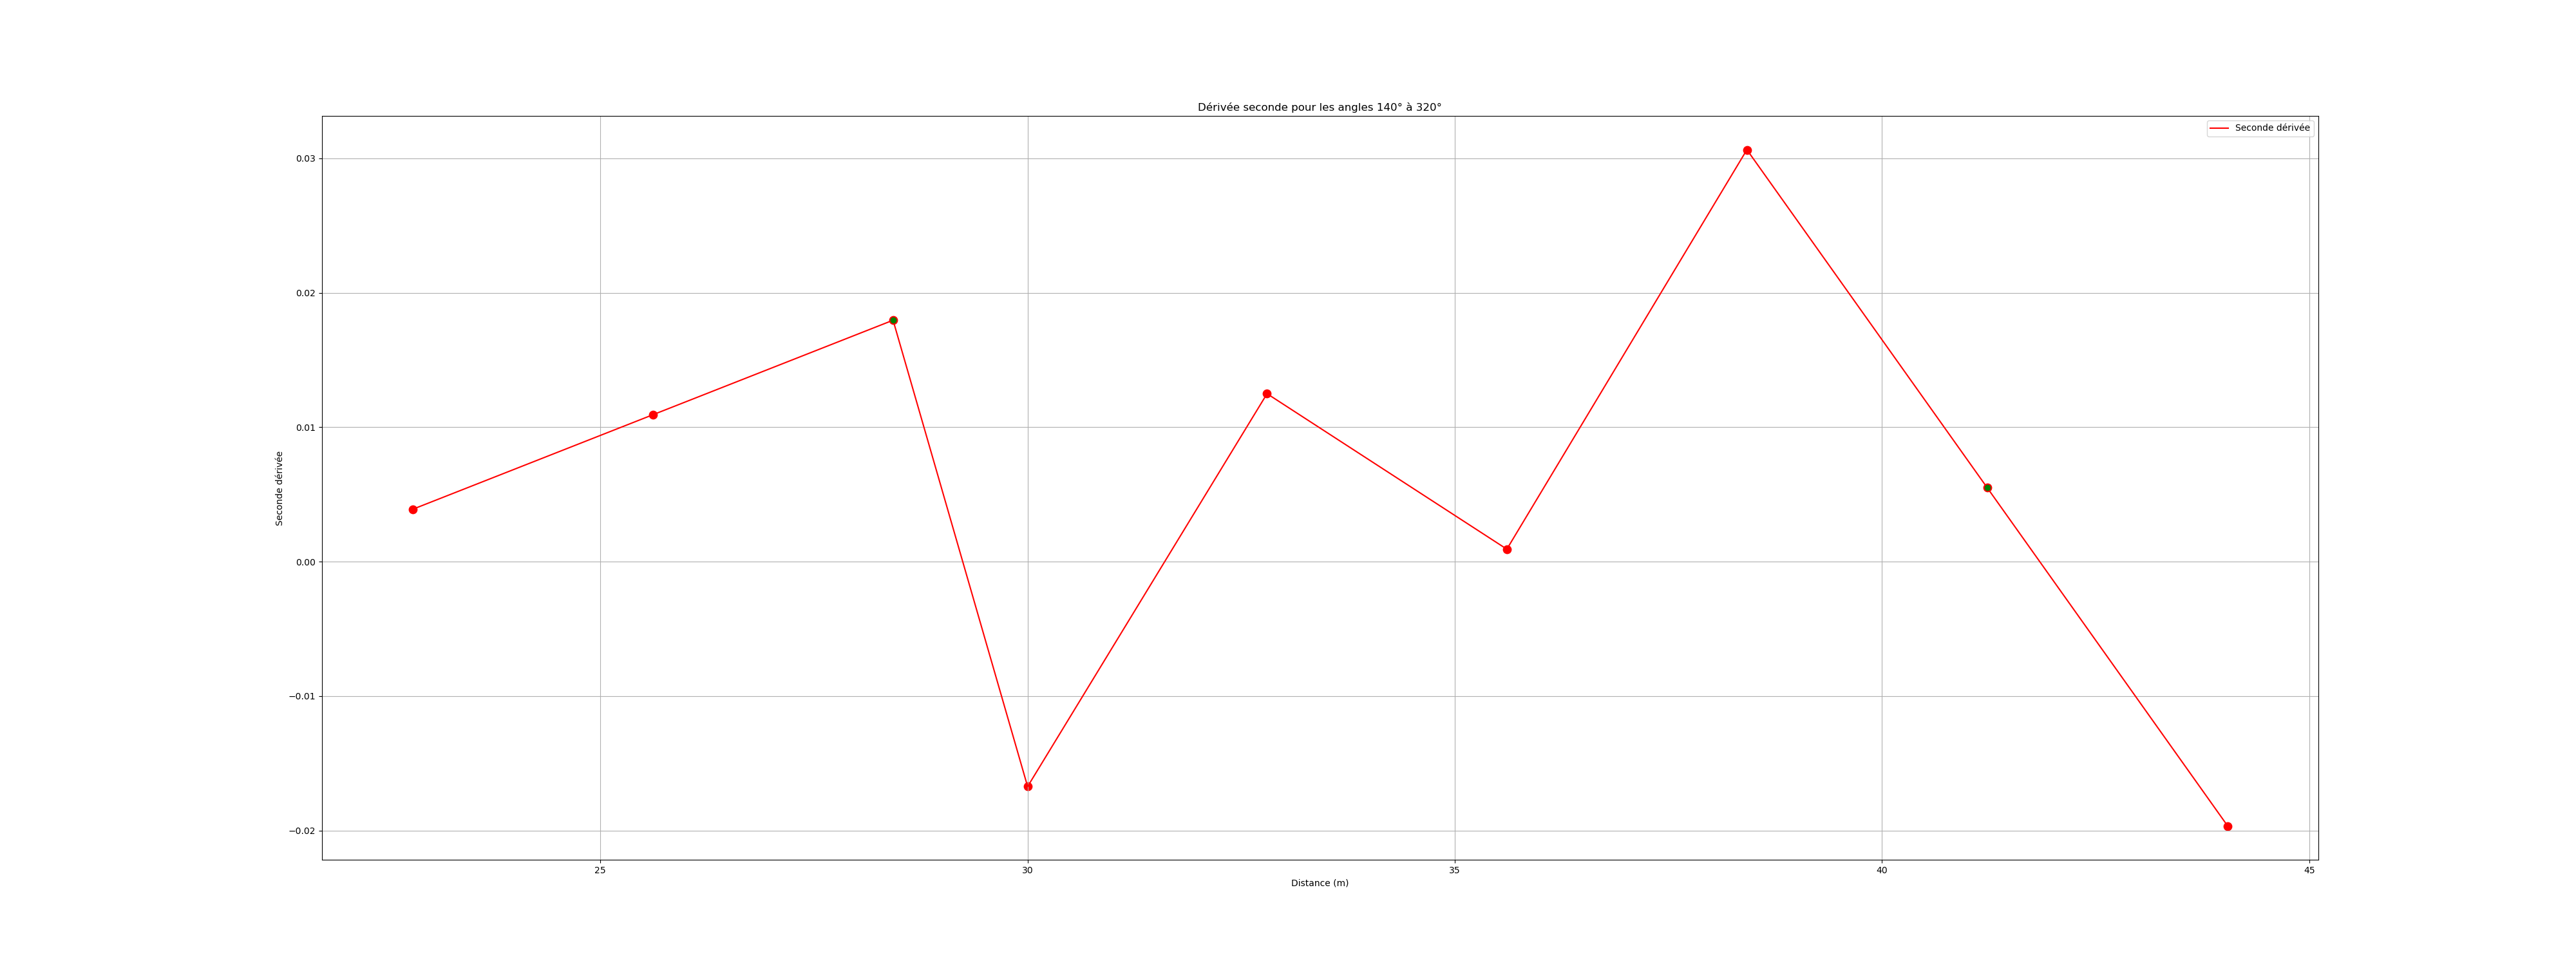 Dérivée seconde pour les angles 140° à 320°
Seconde dérivée
0.03
0.02
0.01
0.00
−0.01
−0.02
Seconde dérivée
25
30
35
40
45
Distance (m)